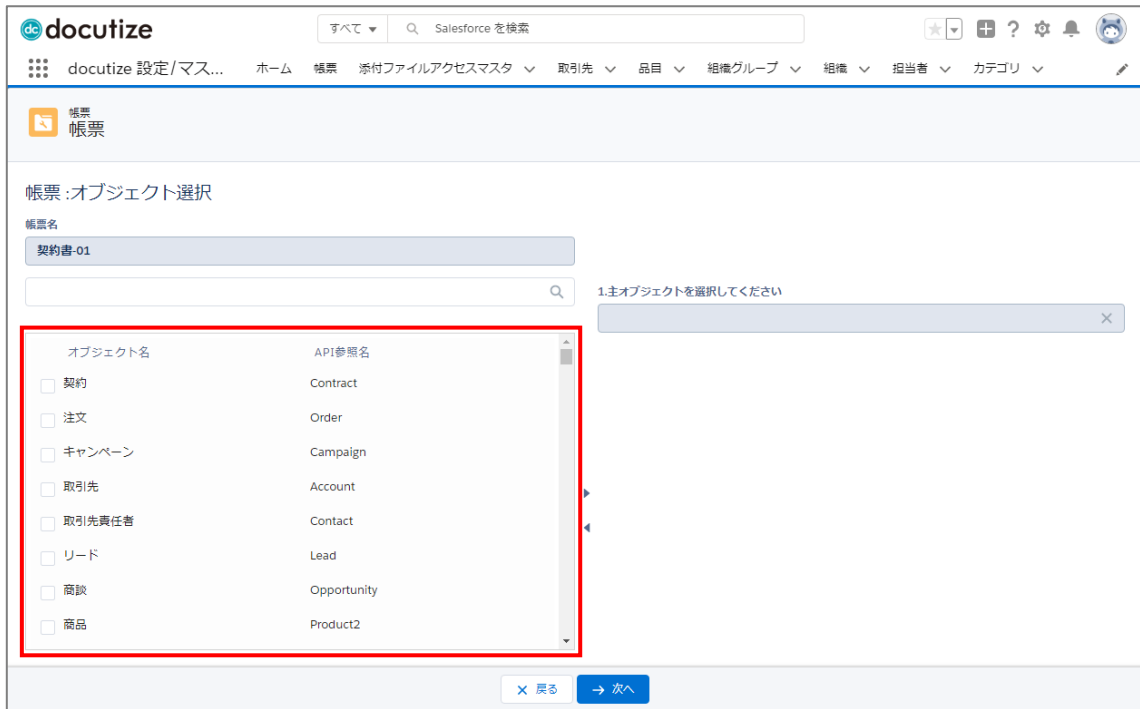 dc docutize
すべて
Salesforce を検索
docutize 設定/マス...
ホーム
帳票
添付ファイルアクセスマスタ
取引先
品目
組織グループ
組織
担当者
カテゴリ
帳票
帳票
帳票 :オブジェクト選択
帳票名
契約書-01
1.主オブジェクトを選択してください
オブジェクト名 API参照名
契約 Contract
注文 Order
キャンペーン Campaign
取引先 Account
取引先責任者 Contact
リード Lead
商談 Opportunity
商品 Product2
戻る
次へ